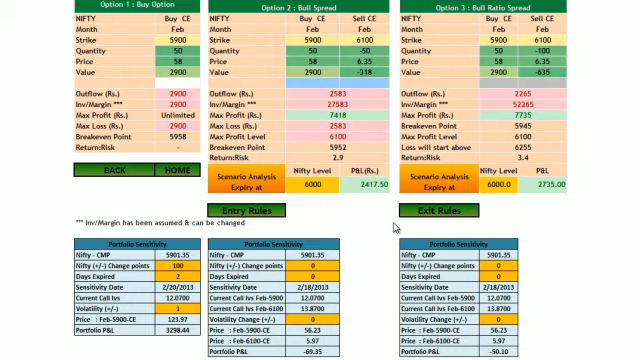 Option 1: Buy Option
NIFTY Buy CE
Month Feb
Strike 5900
Quantity 50
Price 58
Value 2900
Outflow (Rs.) 2900
Inv/Margin *** 2900
Max Profit (Rs.) Unlimited
Max Loss (Rs.) 2900
Breakeven Point 5958
Return:Risk -
BACK HOME
Option 2: Bull Spread
NIFTY Buy CE Sell CE
Month Feb Feb
Strike 5900 6100
Quantity 50 -50
Price 58 6.35
Value 2900 -318
Outflow (Rs.) 2583
Inv/Margin *** 27583
Max Profit (Rs.) 7418
Max Loss (Rs.) 2583
Max Profit Level 6100
Breakeven Point 5952
Return:Risk 2.9
Scenario Analysis Expiry at Nifty Level P&L(Rs.)
6000 2417.50
Option 3: Bull Ratio Spread
NIFTY Buy CE Sell CE
Month Feb Feb
Strike 5900 6100
Quantity 50 -100
Price 58 6.35
Value 2900 -635
Outflow (Rs.) 2265
Inv/Margin *** 52265
Max Profit (Rs.) 7735
Breakeven Point 5945
Loss will start above 6255
Return:Risk 3.4
Scenario Analysis Expiry at Nifty Level P&L
6000.0 2735.00
Entry Rules Exit Rules
*** Inv/Margin has been assumed & can be changed
Portfolio Sensitivity
Nifty - CMP 5901.35
Nifty (+/-) Change points 100
Days Expired 2
Sensitivity Date 2/20/2013
Current Call Ivs 12.0700
Volatility (+/-) 1
Price : Feb-5900-CE 123.97
Portfolio P&L 3298.44
Portfolio Sensitivity
Nifty - CMP 5901.35
Nifty (+/-) Change points 0
Days Expired 0
Sensitivity Date 2/18/2013
Current Call Ivs Feb-5900 12.0700
Current Call Ivs Feb-6100 13.8700
Volatility Change (+/-) 0
Price : Feb-5900-CE 56.23
Price : Feb-6100-CE 5.97
Portfolio P&L -69.35
Portfolio Sensitivity
Nifty - CMP 5901.35
Nifty (+/-) Change points 0
Days Expired 0
Sensitivity Date 2/18/2013
Current Call Ivs 12.0700
Current Call Ivs 13.8700
Volatility Change (+/-) 0
Price : Feb-5900-CE 56.23
Price : Feb-6100-CE 5.97
Portfolio P&L -50.10